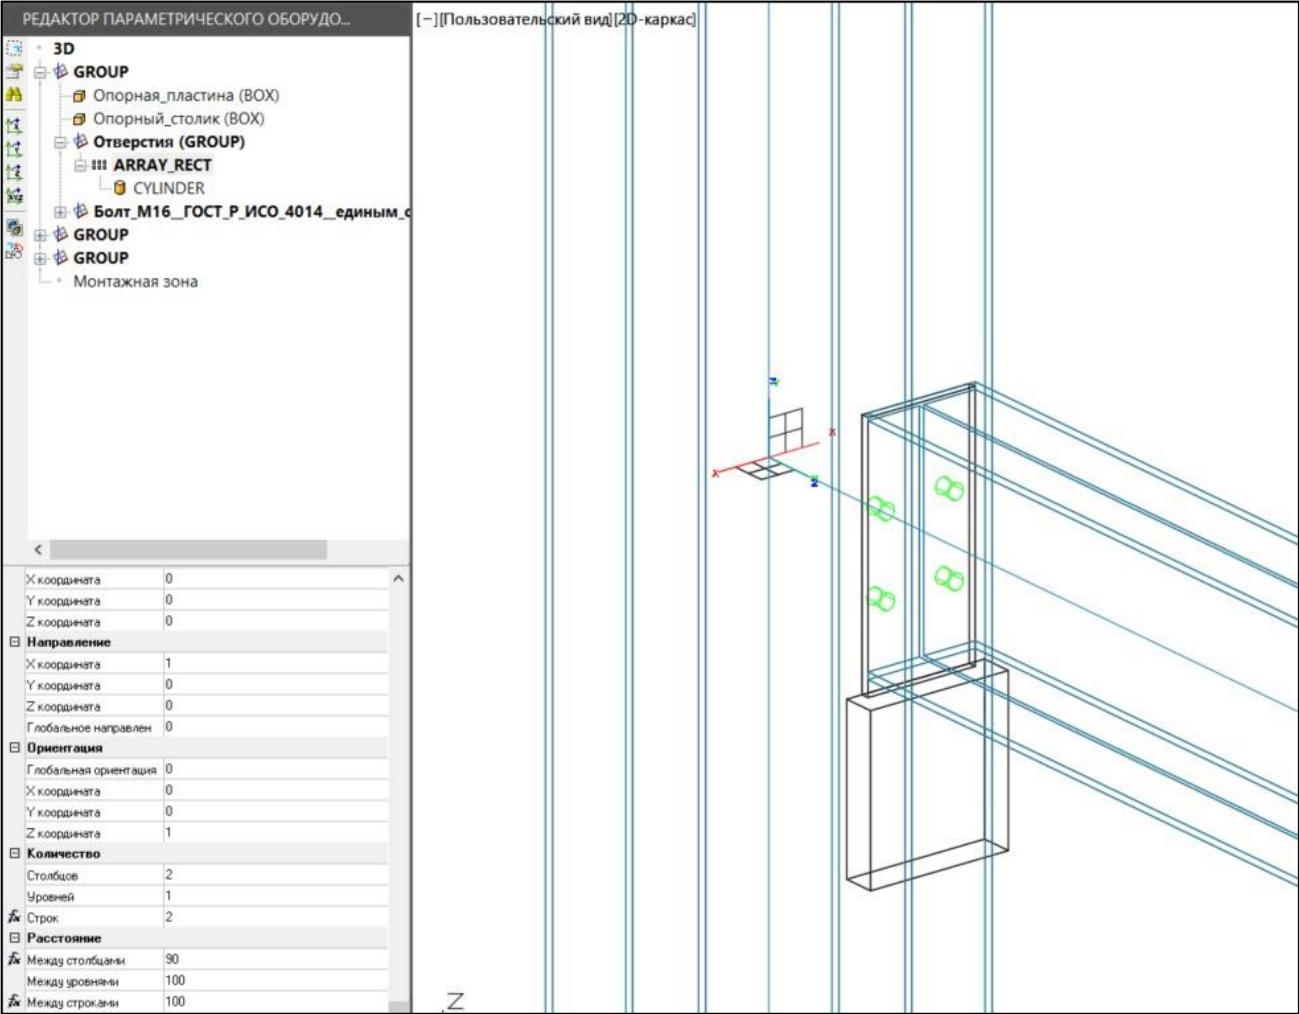 РЕДАКТОР ПАРАМЕТРИЧЕСКОГО ОБОРУДО...
[−][Пользовательский вид][2D-каркас]
3D
GROUP
Опорная_пластина (BOX)
Опорный_столик (BOX)
Отверстия (GROUP)
ARRAY_RECT
CYLINDER
Болт_М16__ГОСТ_Р_ИСО_4014__единым_с
GROUP
GROUP
Монтажная зона
X координата 0
Y координата 0
Z координата 0
Направление
X координата 1
Y координата 0
Z координата 0
Глобальное направлен 0
Ориентация
Глобальная ориентация 0
X координата 0
Y координата 0
Z координата 1
Количество
Столбцов 2
Уровней 1
Строк 2
Расстояние
Между столбцами 90
Между уровнями 100
Между строками 100
X
X
Z